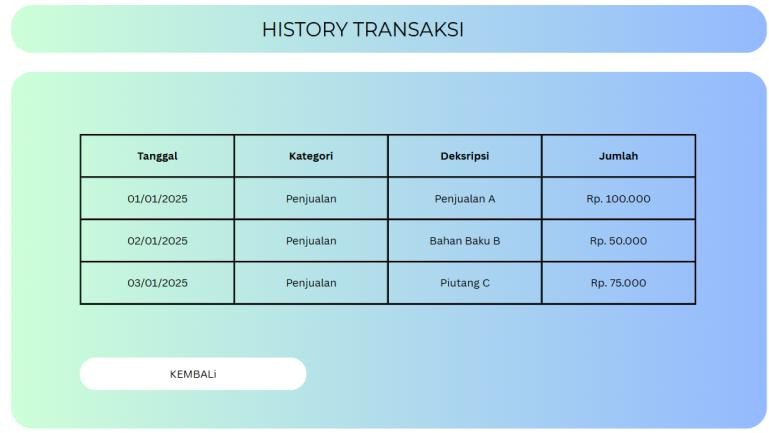 HISTORY TRANSAKSI
Tanggal Kategori Deksripsi Jumlah
01/01/2025 Penjualan Penjualan A Rp. 100.000
02/01/2025 Penjualan Bahan Baku B Rp. 50.000
03/01/2025 Penjualan Piutang C Rp. 75.000
KEMBALi